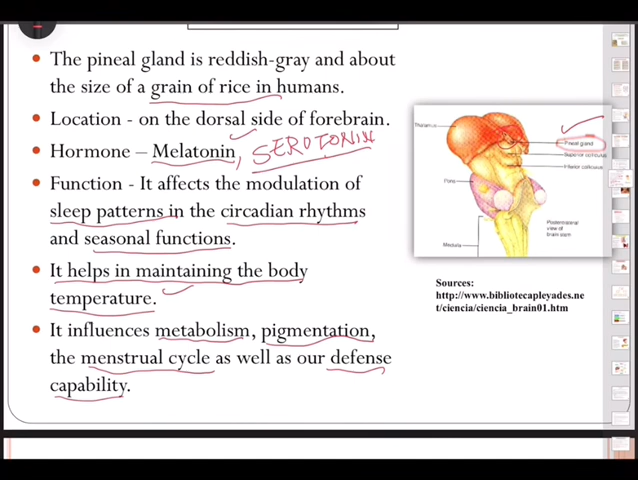 • The pineal gland is reddish-gray and about
the size of a grain of rice in humans.
• Location - on the dorsal side of forebrain.
• Hormone – Melatonin, SEROTONIN
• Function - It affects the modulation of
sleep patterns in the circadian rhythms
and seasonal functions.
• It helps in maintaining the body
temperature.
• It influences metabolism, pigmentation,
the menstrual cycle as well as our defense
capability.
Thalamus
Pineal gland
Superior colliculus
Inferior colliculus
Pons
Posterolateral
view of
brain stem
Medulla
Sources:
http://www.bibliotecapleyades.ne
t/ciencia/ciencia_brain01.htm